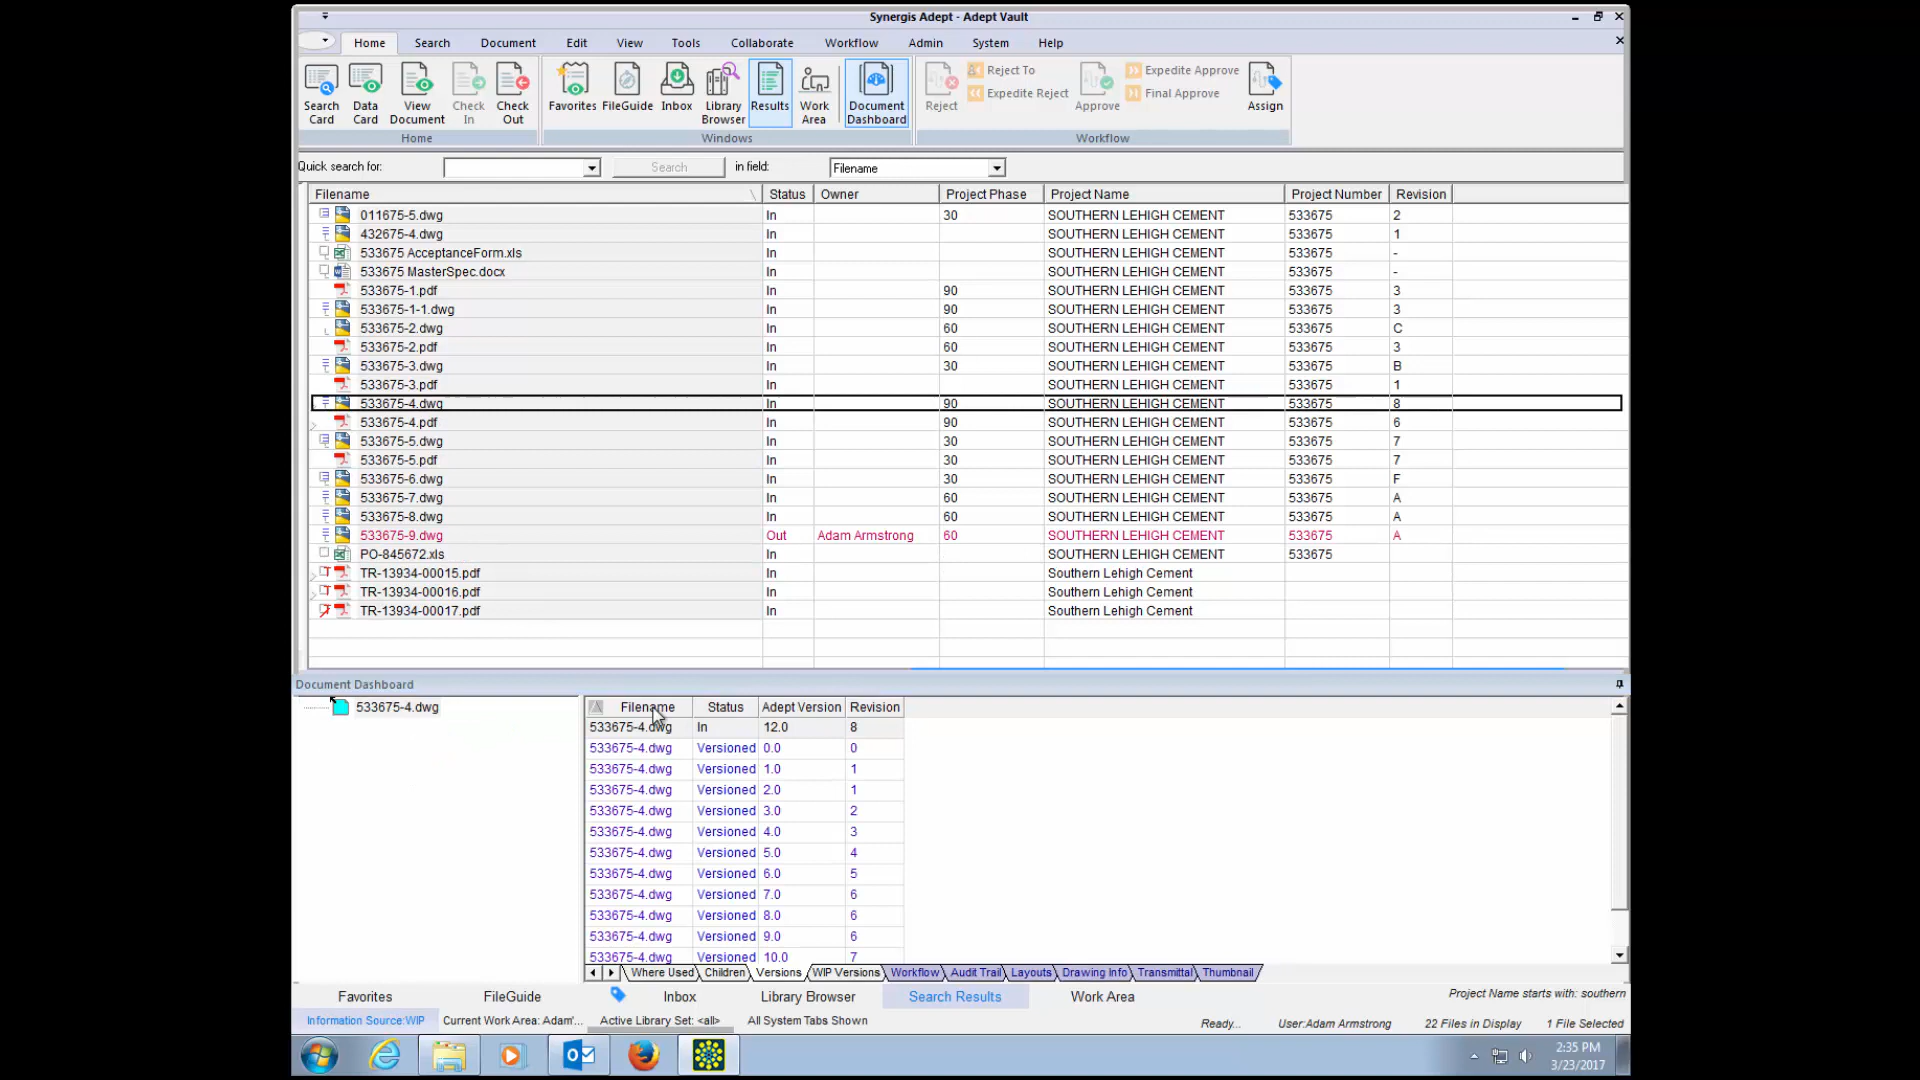 Synergis Adept - Adept Vault
Home Search Document Edit View Tools Collaborate Workflow Admin System Help
Search Card Data Card View Document Check In Check Out Favorites FileGuide Inbox Library Browser Results Work Area Document Dashboard Reject Reject To Expedite Reject Approve Expedite Approve Final Approve Assign
Home Windows Workflow
Quick search for: Search in field: Filename
Filename Status Owner Project Phase Project Name Project Number Revision
011675-5.dwg In 30 SOUTHERN LEHIGH CEMENT 533675 2
432675-4.dwg In SOUTHERN LEHIGH CEMENT 533675 1
533675 AcceptanceForm.xls In SOUTHERN LEHIGH CEMENT 533675 -
533675 MasterSpec.docx In SOUTHERN LEHIGH CEMENT 533675 -
533675-1.pdf In 90 SOUTHERN LEHIGH CEMENT 533675 3
533675-1-1.dwg In 90 SOUTHERN LEHIGH CEMENT 533675 3
533675-2.dwg In 60 SOUTHERN LEHIGH CEMENT 533675 C
533675-2.pdf In 60 SOUTHERN LEHIGH CEMENT 533675 3
533675-3.dwg In 30 SOUTHERN LEHIGH CEMENT 533675 B
533675-3.pdf In SOUTHERN LEHIGH CEMENT 533675 1
533675-4.dwg In 90 SOUTHERN LEHIGH CEMENT 533675 8
533675-4.pdf In 90 SOUTHERN LEHIGH CEMENT 533675 6
533675-5.dwg In 30 SOUTHERN LEHIGH CEMENT 533675 7
533675-5.pdf In 30 SOUTHERN LEHIGH CEMENT 533675 7
533675-6.dwg In 30 SOUTHERN LEHIGH CEMENT 533675 F
533675-7.dwg In 60 SOUTHERN LEHIGH CEMENT 533675 A
533675-8.dwg In 60 SOUTHERN LEHIGH CEMENT 533675 A
533675-9.dwg Out Adam Armstrong 60 SOUTHERN LEHIGH CEMENT 533675 A
PO-845672.xls In SOUTHERN LEHIGH CEMENT 533675
TR-13934-00015.pdf In Southern Lehigh Cement
TR-13934-00016.pdf In Southern Lehigh Cement
TR-13934-00017.pdf In Southern Lehigh Cement
Document Dashboard
533675-4.dwg
Filename Status Adept Version Revision
533675-4.dwg In 12.0 8
533675-4.dwg Versioned 0.0 0
533675-4.dwg Versioned 1.0 1
533675-4.dwg Versioned 2.0 1
533675-4.dwg Versioned 3.0 2
533675-4.dwg Versioned 4.0 3
533675-4.dwg Versioned 5.0 4
533675-4.dwg Versioned 6.0 5
533675-4.dwg Versioned 7.0 6
533675-4.dwg Versioned 8.0 6
533675-4.dwg Versioned 9.0 6
533675-4.dwg Versioned 10.0 7
Where Used Children Versions WIP Versions Workflow Audit Trail Layouts Drawing Info Transmittal Thumbnail
Favorites FileGuide Inbox Library Browser Search Results Work Area Project Name starts with: southern
Information Source:WIP Current Work Area: Adam'... Active Library Set: <all> All System Tabs Shown Ready... User:Adam Armstrong 22 Files in Display 1 File Selected
2:35 PM
3/23/2017